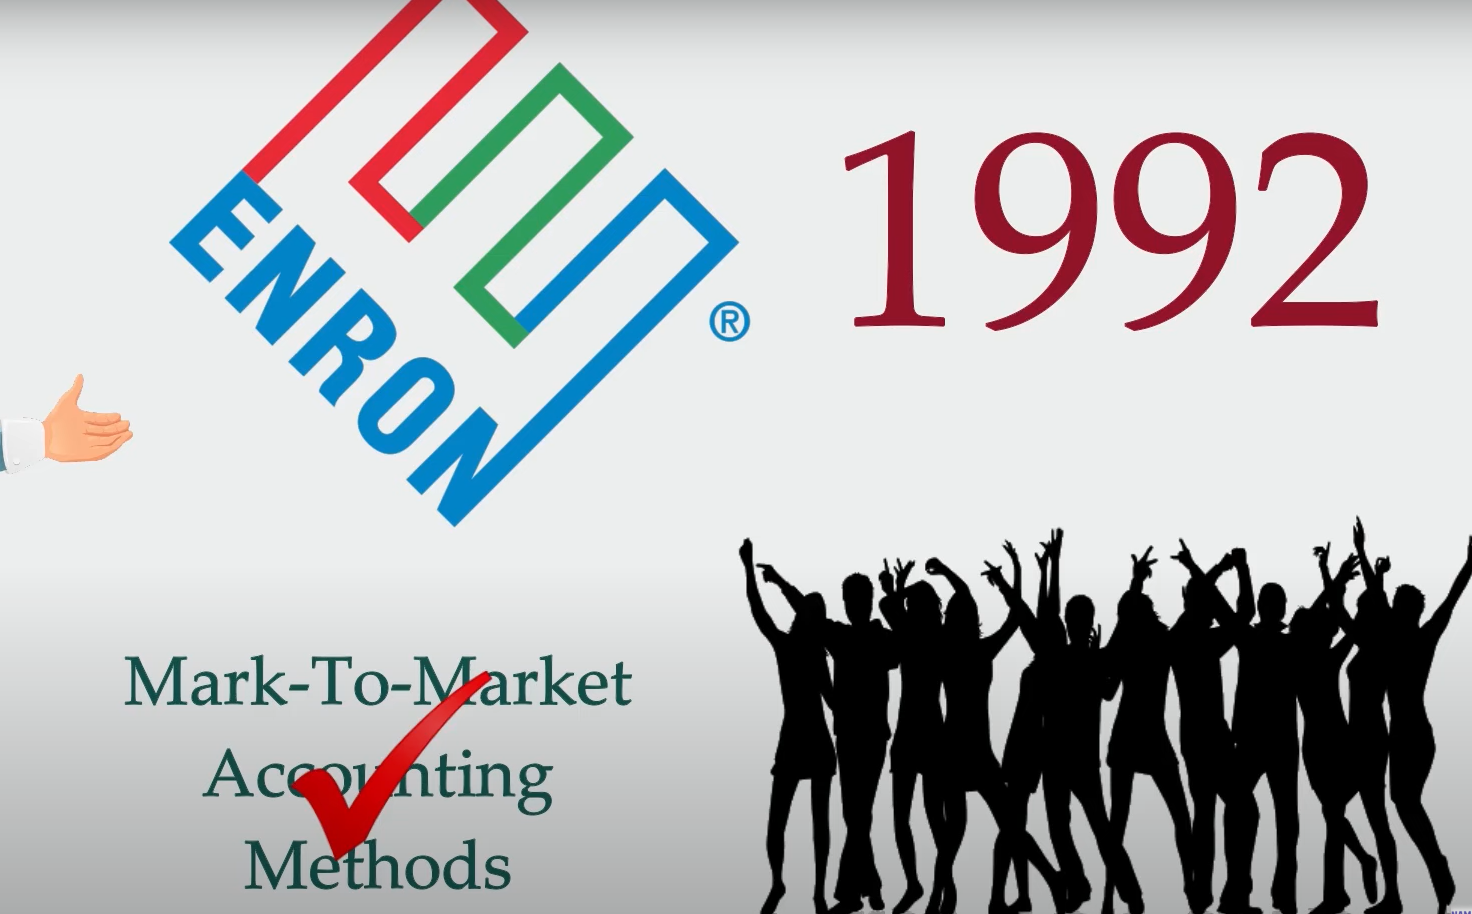 ENRON
®
1992
Mark-To-Market
Accounting
Methods